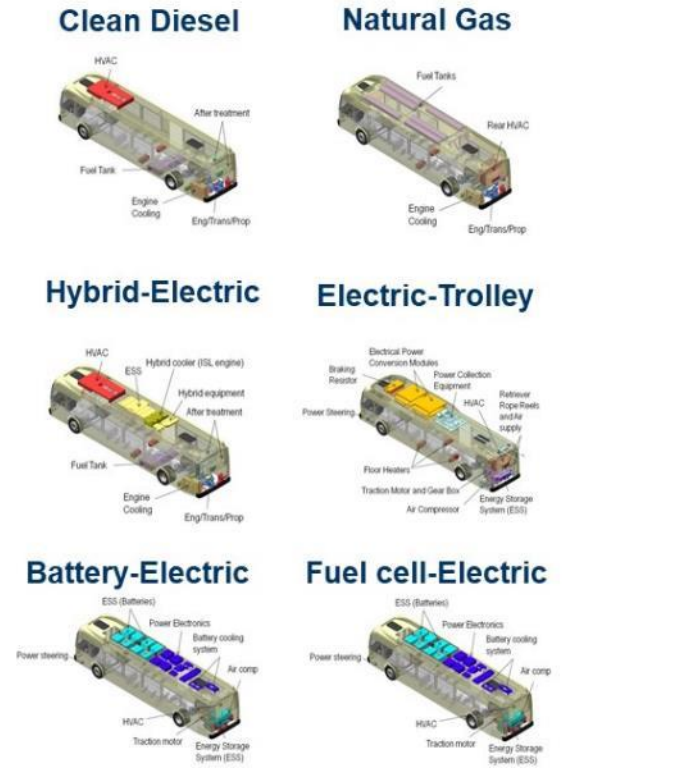 Clean Diesel
HVAC
After treatment
Fuel Tank
Engine
Cooling
Eng/Trans/Prop
Natural Gas
Fuel Tanks
Rear HVAC
Engine
Cooling
Eng/Trans/Prop
Hybrid-Electric
HVAC
ESS
Hybrid cooler (ISL engine)
Hybrid equipment
After treatment
Fuel Tank
Engine
Cooling
Eng/Trans/Prop
Electric-Trolley
Electrical Power
Conversion Modules
Braking
Resistor
Power Collection
Equipment
HVAC
Retriever
Rope Reels
and Air
supply
Power Steering
Floor Heaters
Traction Motor and Gear Box
Air Compressor
Energy Storage
System (ESS)
Battery-Electric
ESS (Batteries)
Power Electronics
Battery cooling
system
Power steering
Air comp
HVAC
Traction motor
Energy Storage
System (ESS)
Fuel cell-Electric
ESS (Batteries)
Power Electronics
Battery cooling
system
Power steering
Air comp
HVAC
Traction motor
Energy Storage
System (ESS)